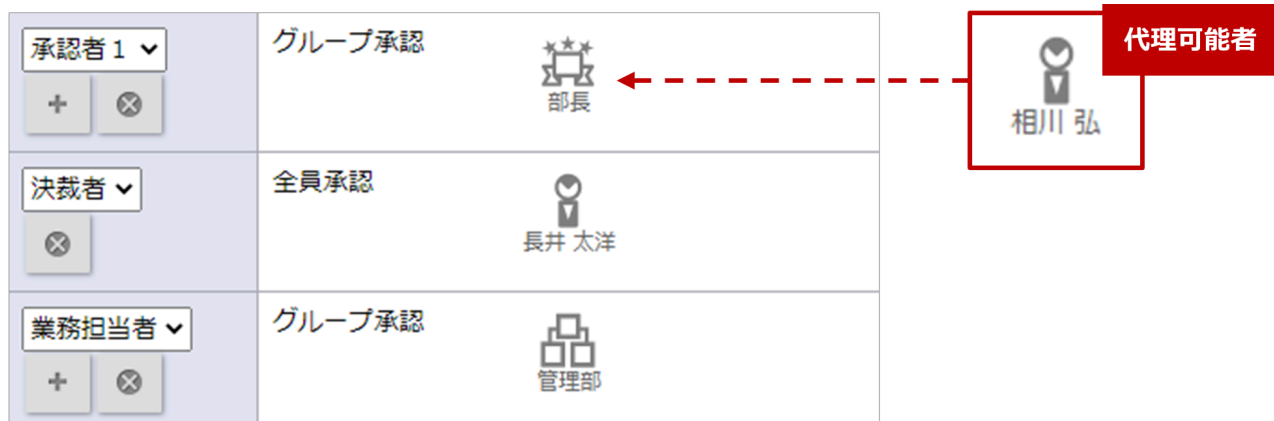 承認者１
グループ承認
部長
代理可能者
相川 弘
決裁者
全員承認
長井 太洋
業務担当者
グループ承認
管理部